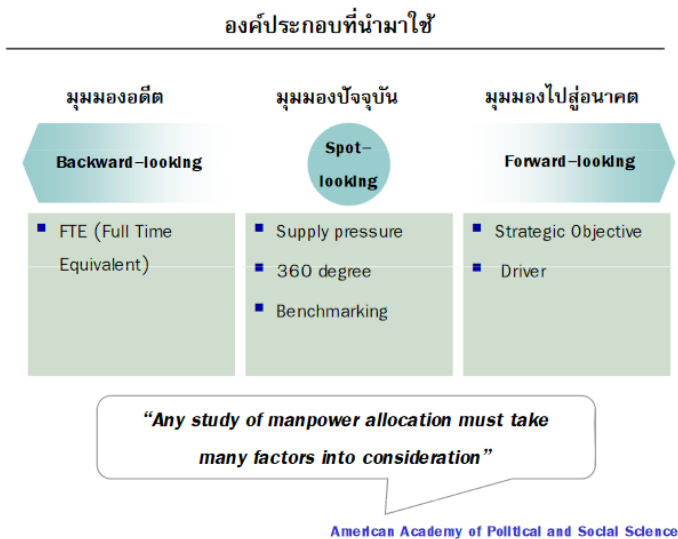 องค์ประกอบที่นำมาใช้
มุมมองอดีต
มุมมองปัจจุบัน
มุมมองไปสู่อนาคต
Backward-looking
Spot-
looking
Forward-looking
FTE (Full Time
Equivalent)
Supply pressure
360 degree
Benchmarking
Strategic Objective
Driver
“Any study of manpower allocation must take
many factors into consideration”
American Academy of Political and Social Science